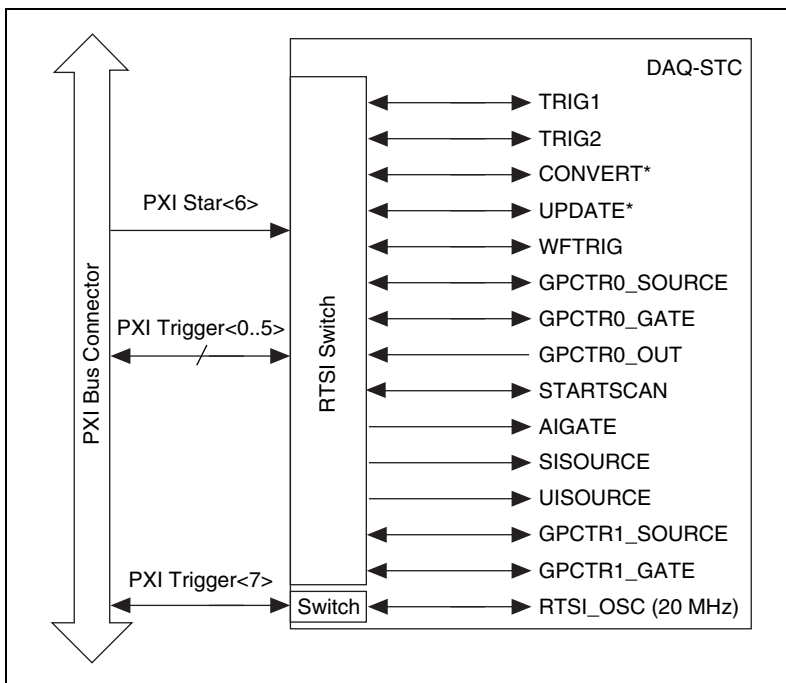 DAQ-STC
PXI Bus Connector
PXI Star<6>
PXI Trigger<0..5>
PXI Trigger<7>
RTSI Switch
Switch
TRIG1
TRIG2
CONVERT*
UPDATE*
WFTRIG
GPCTR0_SOURCE
GPCTR0_GATE
GPCTR0_OUT
STARTSCAN
AIGATE
SISOURCE
UISOURCE
GPCTR1_SOURCE
GPCTR1_GATE
RTSI_OSC (20 MHz)